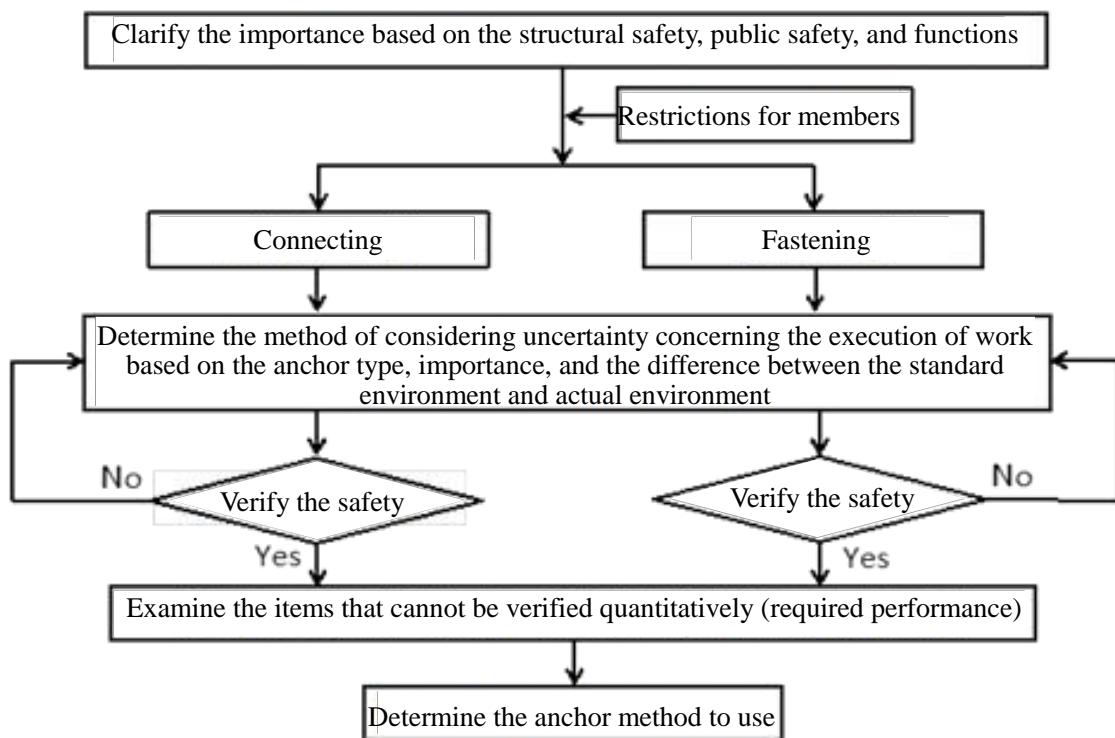 Clarify the importance based on the structural safety, public safety, and functions
Restrictions for members
Connecting
Fastening
Determine the method of considering uncertainty concerning the execution of work
based on the anchor type, importance, and the difference between the standard
environment and actual environment
No
Verify the safety
Verify the safety
No
Yes
Yes
Examine the items that cannot be verified quantitatively (required performance)
Determine the anchor method to use